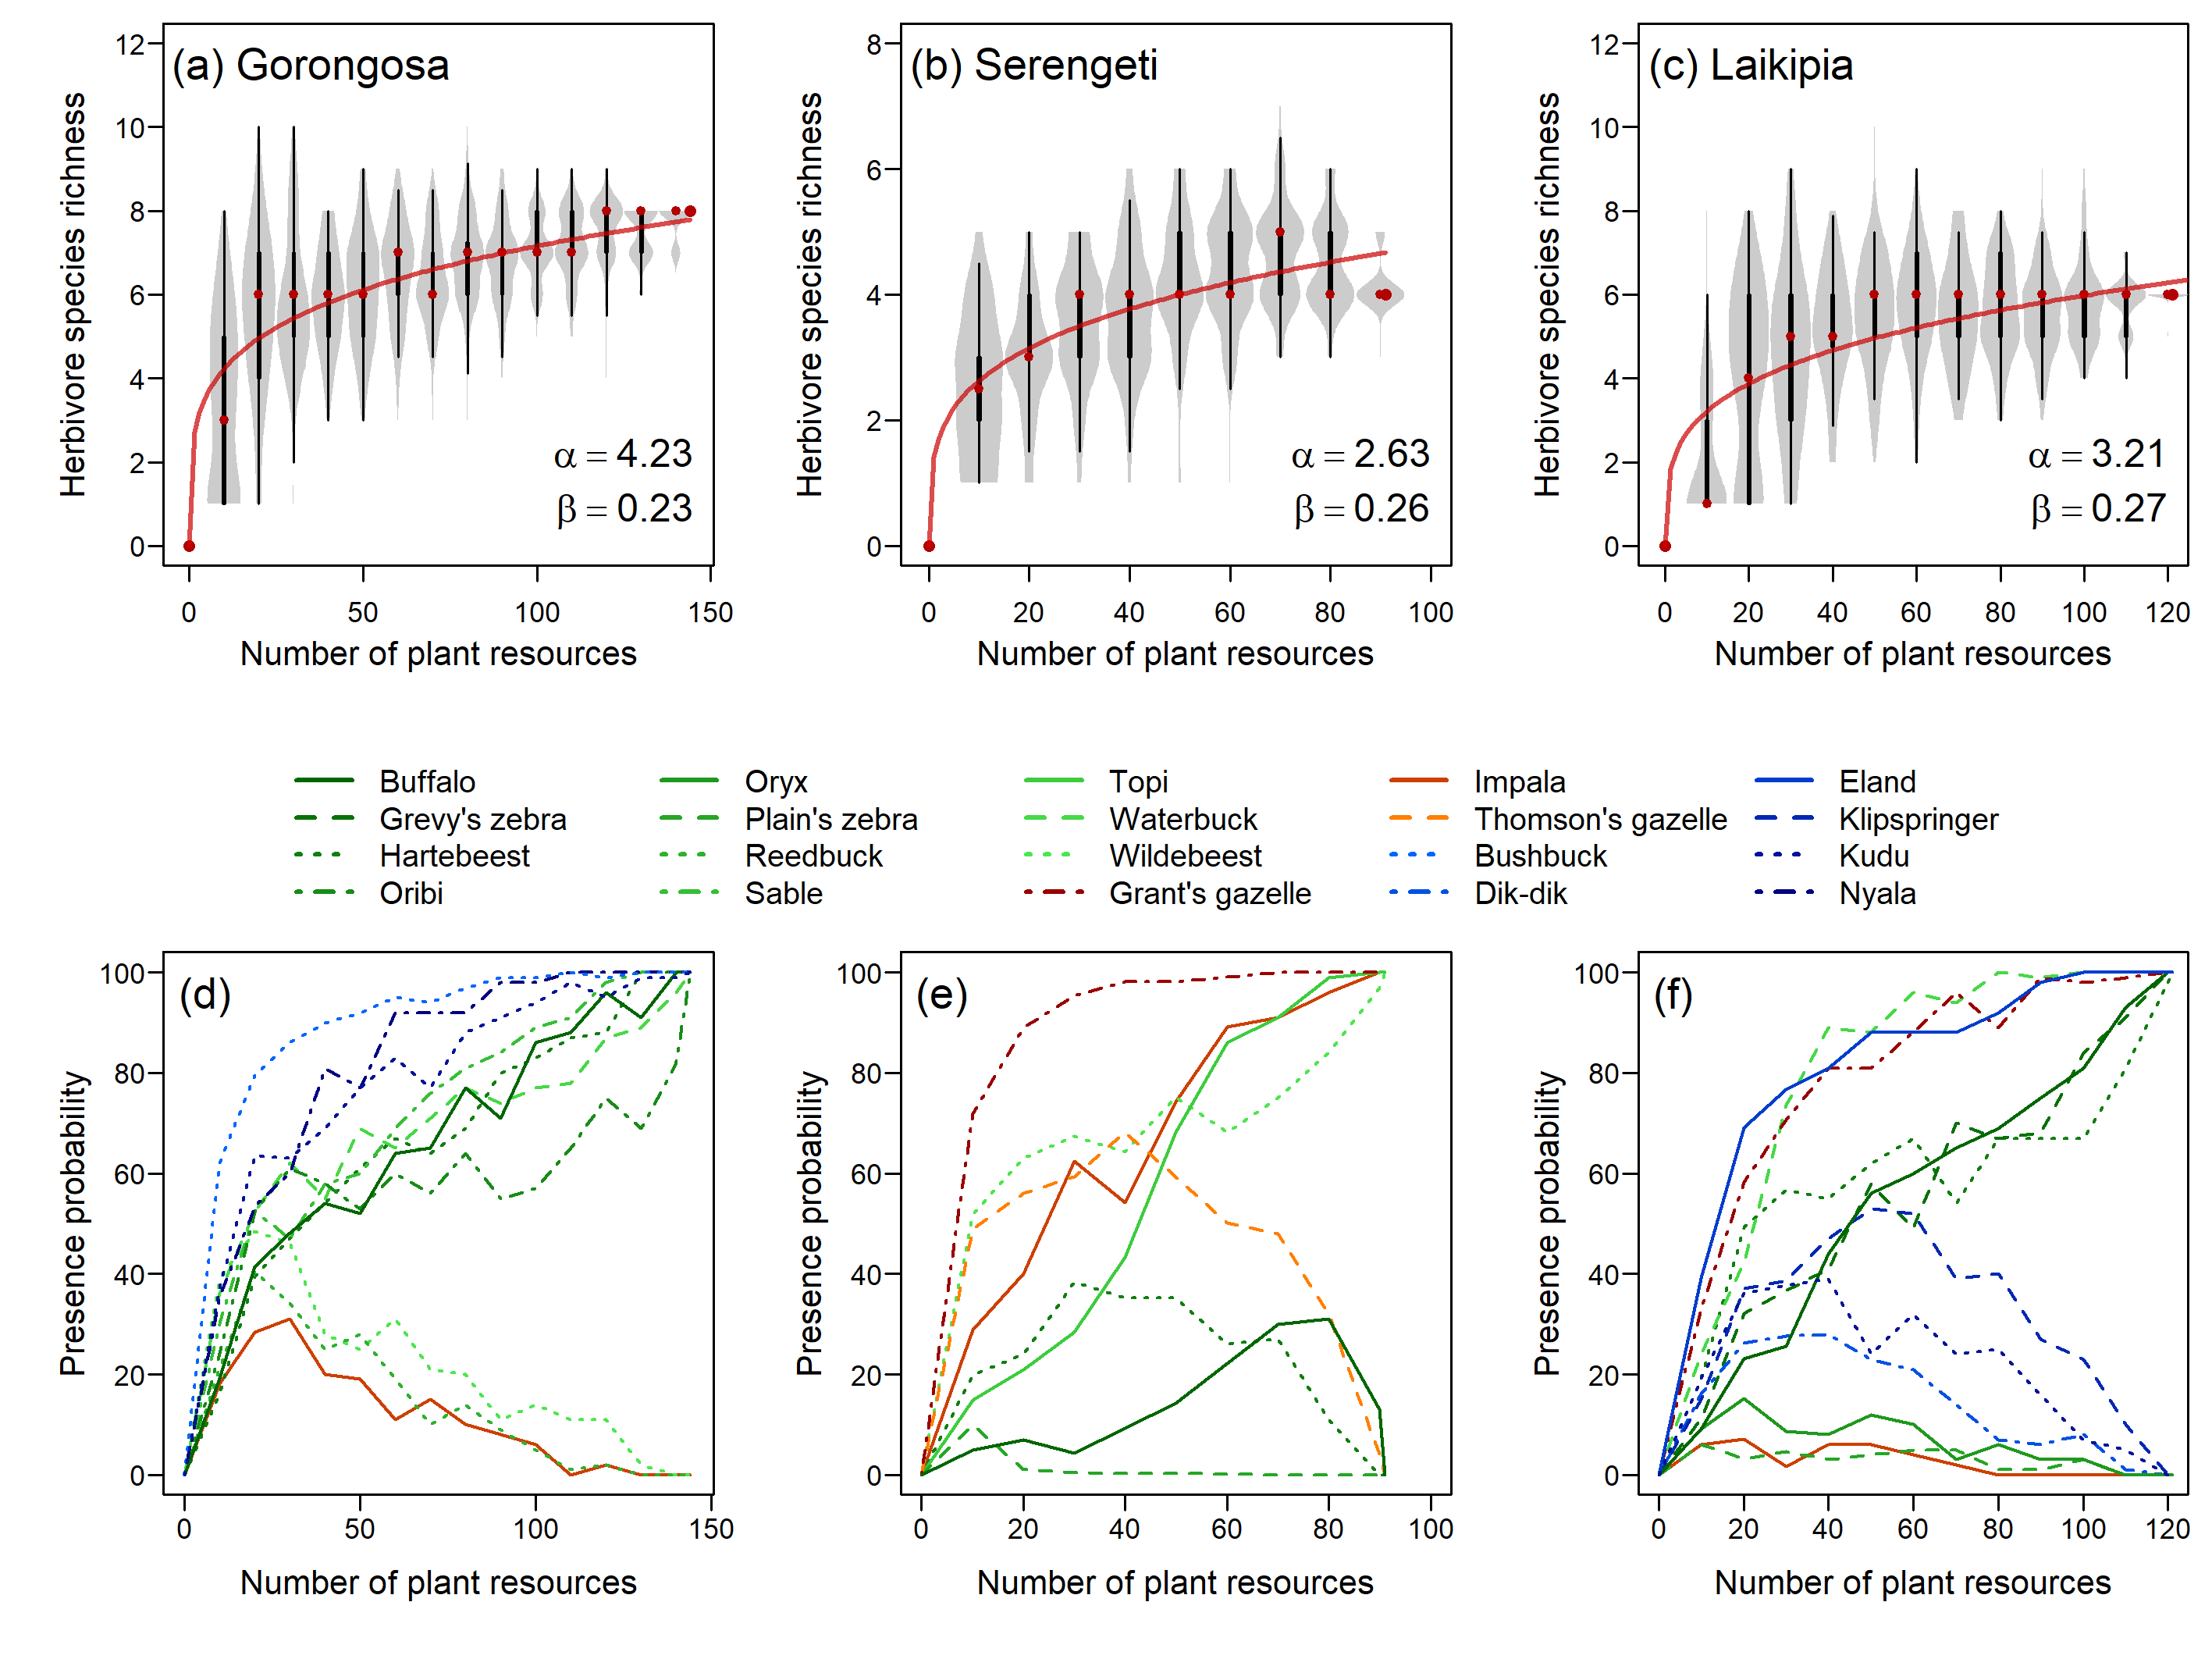 (a) Gorongosa
Herbivore species richness
12
10
8
6
4
2
0
α = 4.23
β = 0.23
0 50 100 150
Number of plant resources
(b) Serengeti
Herbivore species richness
8
6
4
2
0
α = 2.63
β = 0.26
0 20 40 60 80 100
Number of plant resources
(c) Laikipia
Herbivore species richness
12
10
8
6
4
2
0
α = 3.21
β = 0.27
0 20 40 60 80 100 120
Number of plant resources
Buffalo Oryx Topi Impala Eland
Grevy's zebra Plain's zebra Waterbuck Thomson's gazelle Klipspringer
Hartebeest Reedbuck Wildebeest Bushbuck Kudu
Oribi Sable Grant's gazelle Dik-dik Nyala
(d)
Presence probability
100
80
60
40
20
0
0 50 100 150
Number of plant resources
(e)
Presence probability
100
80
60
40
20
0
0 20 40 60 80 100
Number of plant resources
(f)
Presence probability
100
80
60
40
20
0
0 20 40 60 80 100 120
Number of plant resources